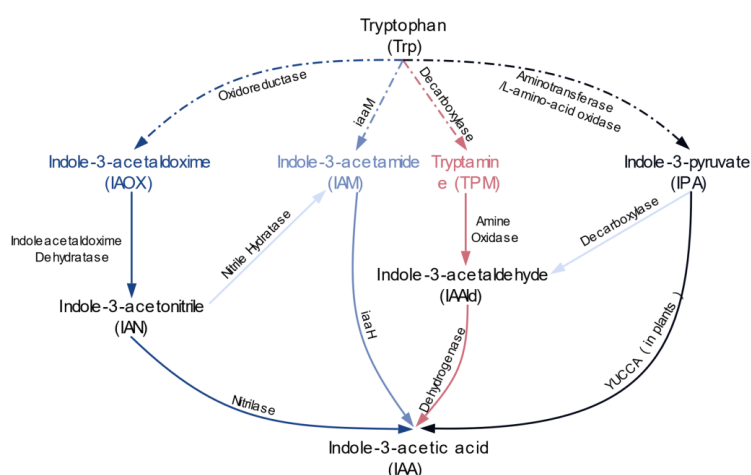 Tryptophan
(Trp)
Oxidoreductase
iaaM
Decarboxylase
Aminotransferase
/L-amino-acid oxidase
Indole-3-acetaldoxime
(IAOX)
Indole-3-acetamide
(IAM)
Tryptamin
e (TPM)
Indole-3-pyruvate
(IPA)
Indoleacetaldoxime
Dehydratase
Nitrile Hydratase
Amine
Oxidase
Decarboxylase
Indole-3-acetaldehyde
(IAAld)
Indole-3-acetonitrile
(IAN)
iaaH
Dehydrogenase
YUCCA ( in plants )
Nitrilase
Indole-3-acetic acid
(IAA)